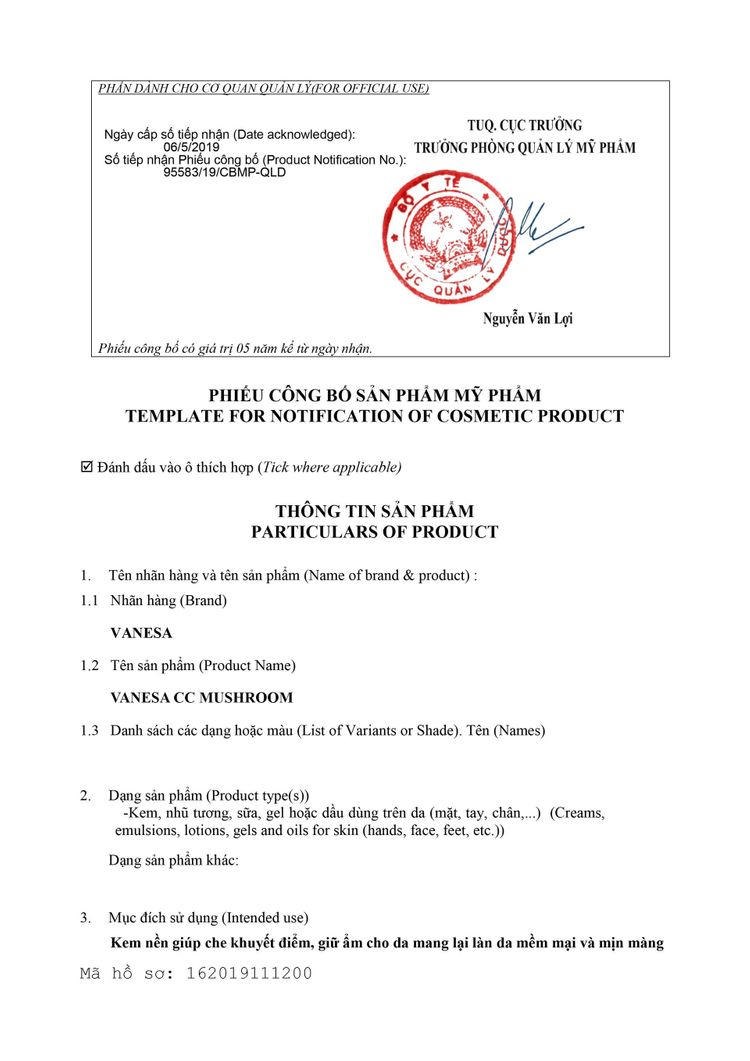 PHẦN DÀNH CHO CƠ QUAN QUẢN LÝ(FOR OFFICIAL USE)
Ngày cấp số tiếp nhận (Date acknowledged):
06/5/2019
Số tiếp nhận Phiếu công bố (Product Notification No.):
95583/19/CBMP-QLD
TUQ. CỤC TRƯỞNG
TRƯỞNG PHÒNG QUẢN LÝ MỸ PHẨM
BỘ Y TẾ
CỤC QUẢN LÝ DƯỢC
Nguyễn Văn Lợi
Phiếu công bố có giá trị 05 năm kể từ ngày nhận.
PHIẾU CÔNG BỐ SẢN PHẨM MỸ PHẨM
TEMPLATE FOR NOTIFICATION OF COSMETIC PRODUCT
☑ Đánh dấu vào ô thích hợp (Tick where applicable)
THÔNG TIN SẢN PHẨM
PARTICULARS OF PRODUCT
1. Tên nhãn hàng và tên sản phẩm (Name of brand & product) :
1.1 Nhãn hàng (Brand)
VANESA
1.2 Tên sản phẩm (Product Name)
VANESA CC MUSHROOM
1.3 Danh sách các dạng hoặc màu (List of Variants or Shade). Tên (Names)
2. Dạng sản phẩm (Product type(s))
-Kem, nhũ tương, sữa, gel hoặc dầu dùng trên da (mặt, tay, chân,...) (Creams,
emulsions, lotions, gels and oils for skin (hands, face, feet, etc.))
Dạng sản phẩm khác:
3. Mục đích sử dụng (Intended use)
Kem nền giúp che khuyết điểm, giữ ẩm cho da mang lại làn da mềm mại và mịn màng
Mã hồ sơ: 162019111200